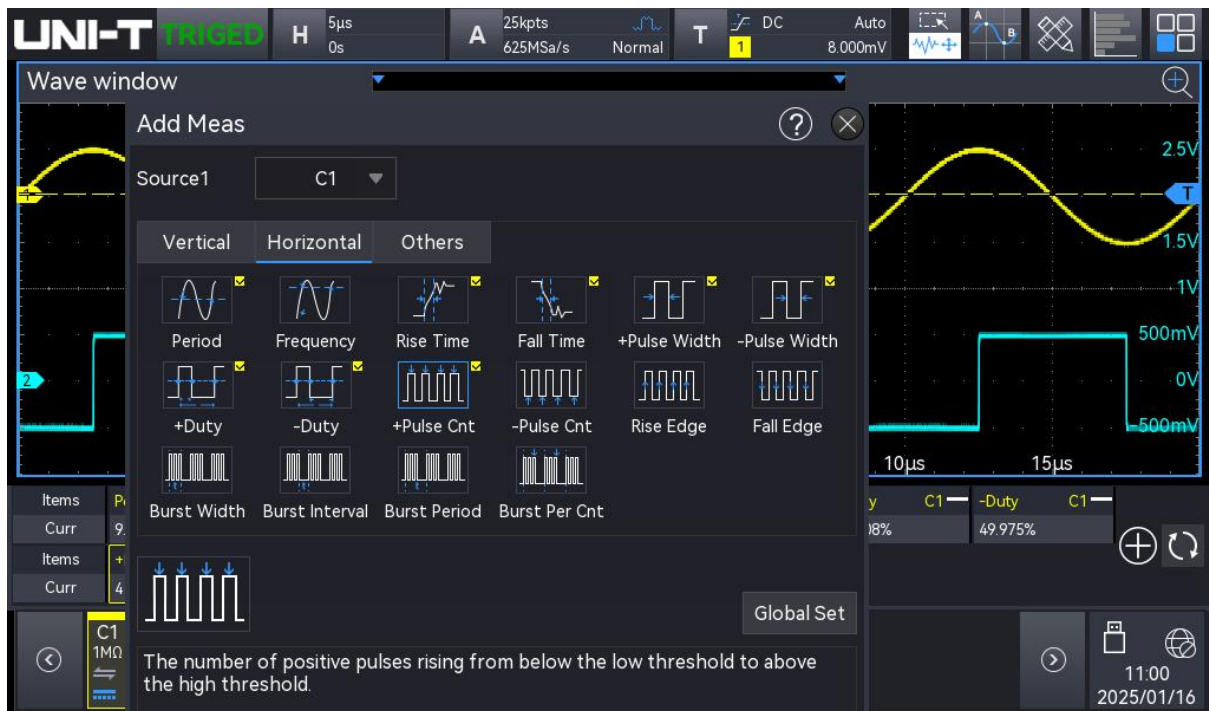 UNI-T TRIGED H 5µs A 25kpts T DC Auto
0s 625MSa/s Normal 1 8.000mV
A B
Wave window
Add Meas ?
Source1 C1
Vertical Horizontal Others
Period Frequency Rise Time Fall Time +Pulse Width -Pulse Width
+Duty -Duty +Pulse Cnt -Pulse Cnt Rise Edge Fall Edge
Burst Width Burst Interval Burst Period Burst Per Cnt
Global Set
The number of positive pulses rising from below the low threshold to above
the high threshold.
1
2
T
2.5V
1.5V
1V
500mV
0V
-500mV
10µs 15µs
Items C1 -Duty C1
Curr 9. 49.975%
Items +
Curr 4
C1
1MΩ
11:00
2025/01/16